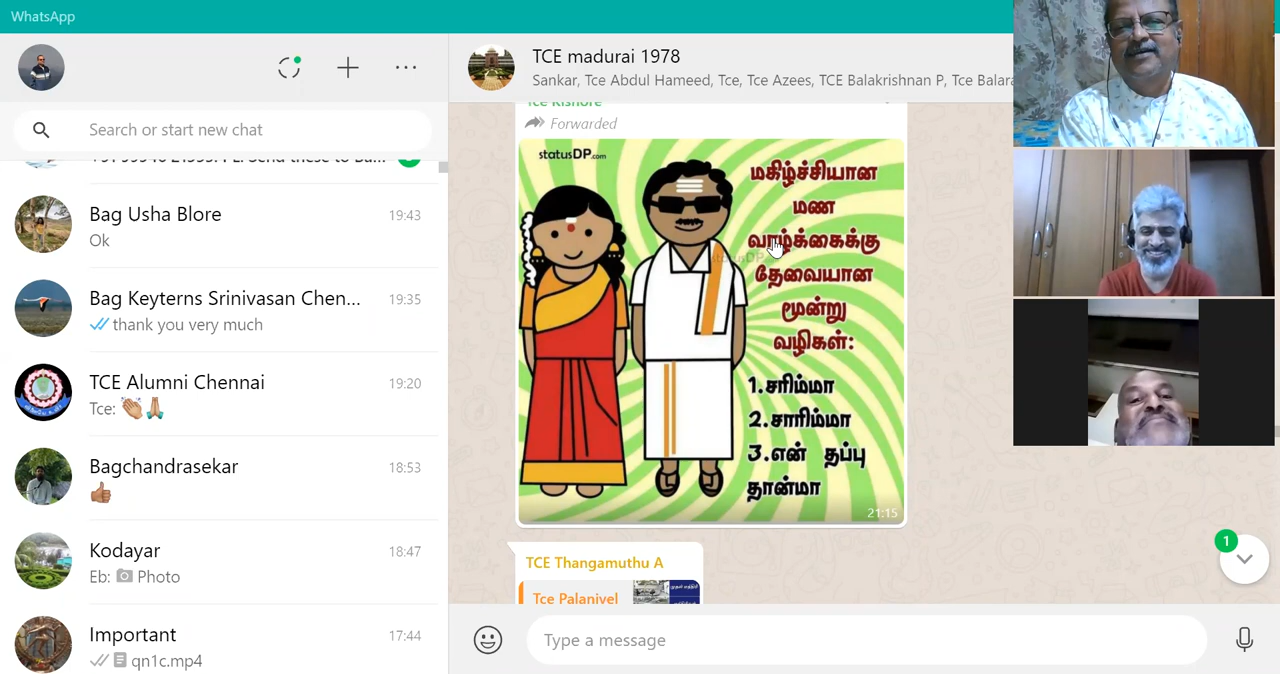 WhatsApp
Search or start new chat
Bag Usha Blore
19:43
Ok
Bag Keyterns Srinivasan Chen...
19:35
thank you very much
TCE Alumni Chennai
19:20
Tce: 👏🙏
Bagchandrasekar
18:53
👍
Kodayar
18:47
Eb: Photo
Important
17:44
qn1c.mp4
TCE madurai 1978
Sankar, Tce Abdul Hameed, Tce, Tce Azees, TCE Balakrishnan P, Tce Balara
Tce Kishore
Forwarded
statusDP.com
மகிழ்ச்சியான
மண
வாழ்க்கைக்கு
தேவையான
மூன்று
வழிகள்:
1.சரிம்மா
2.சாரிம்மா
3.என் தப்பு
தான்மா
21:15
TCE Thangamuthu A
Tce Palanivel
1
Type a message